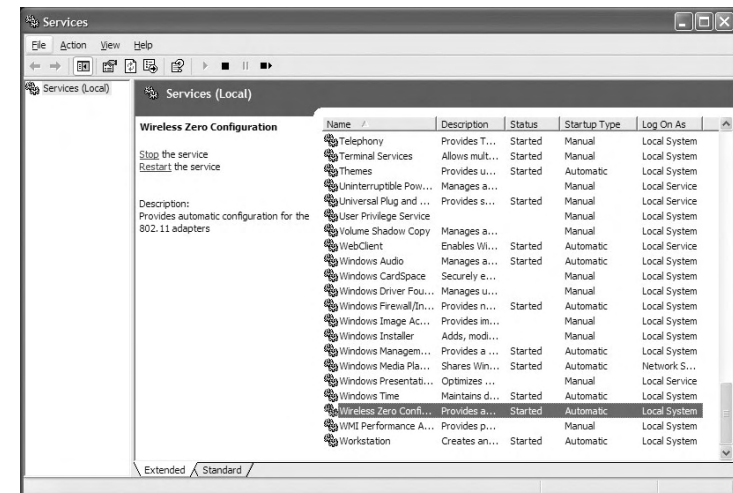 Services
File Action View Help
Services (Local)
Services (Local)
Wireless Zero Configuration
Stop the service
Restart the service
Description:
Provides automatic configuration for the
802.11 adapters
Name Description Status Startup Type Log On As
Telephony Provides T... Started Manual Local System
Terminal Services Allows mult... Started Manual Local System
Themes Provides u... Started Automatic Local System
Uninterruptible Pow... Manages a... Manual Local Service
Universal Plug and ... Provides s... Started Manual Local Service
User Privilege Service Manual Local System
Volume Shadow Copy Manages a... Manual Local System
WebClient Enables Wi... Started Automatic Local Service
Windows Audio Manages a... Started Automatic Local System
Windows CardSpace Securely e... Manual Local System
Windows Driver Fou... Manages u... Manual Local System
Windows Firewall/In... Provides n... Started Automatic Local System
Windows Image Ac... Provides im... Manual Local System
Windows Installer Adds, modi... Manual Local System
Windows Managem... Provides a ... Started Automatic Local System
Windows Media Pla... Shares Win... Started Automatic Network S...
Windows Presentati... Optimizes ... Manual Local Service
Windows Time Maintains d... Started Automatic Local System
Wireless Zero Confi... Provides a... Started Automatic Local System
WMI Performance A... Provides p... Manual Local System
Workstation Creates an... Started Automatic Local System
Extended Standard